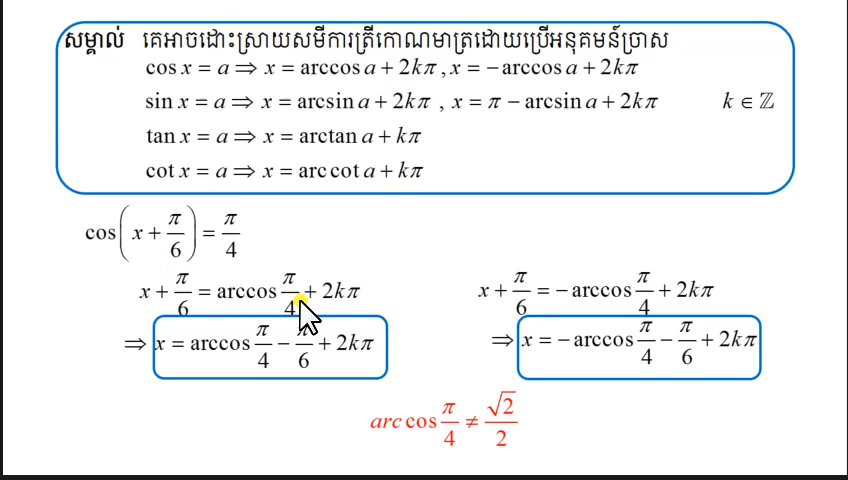 សម្គាល់ គេអាចដោះស្រាយសមីការត្រីកោណមាត្រដោយប្រើអនុគមន៍ច្រាស
cos x = a ⇒ x = arccos a + 2kπ , x = −arccos a + 2kπ
sin x = a ⇒ x = arcsin a + 2kπ , x = π − arcsin a + 2kπ k ∈ ℤ
tan x = a ⇒ x = arctan a + kπ
cot x = a ⇒ x = arc cot a + kπ
cos(x + π/6) = π/4
x + π/6 = arccos π/4 + 2kπ x + π/6 = −arccos π/4 + 2kπ
⇒ x = arccos π/4 − π/6 + 2kπ ⇒ x = −arccos π/4 − π/6 + 2kπ
arc cos π/4 ≠ √2/2